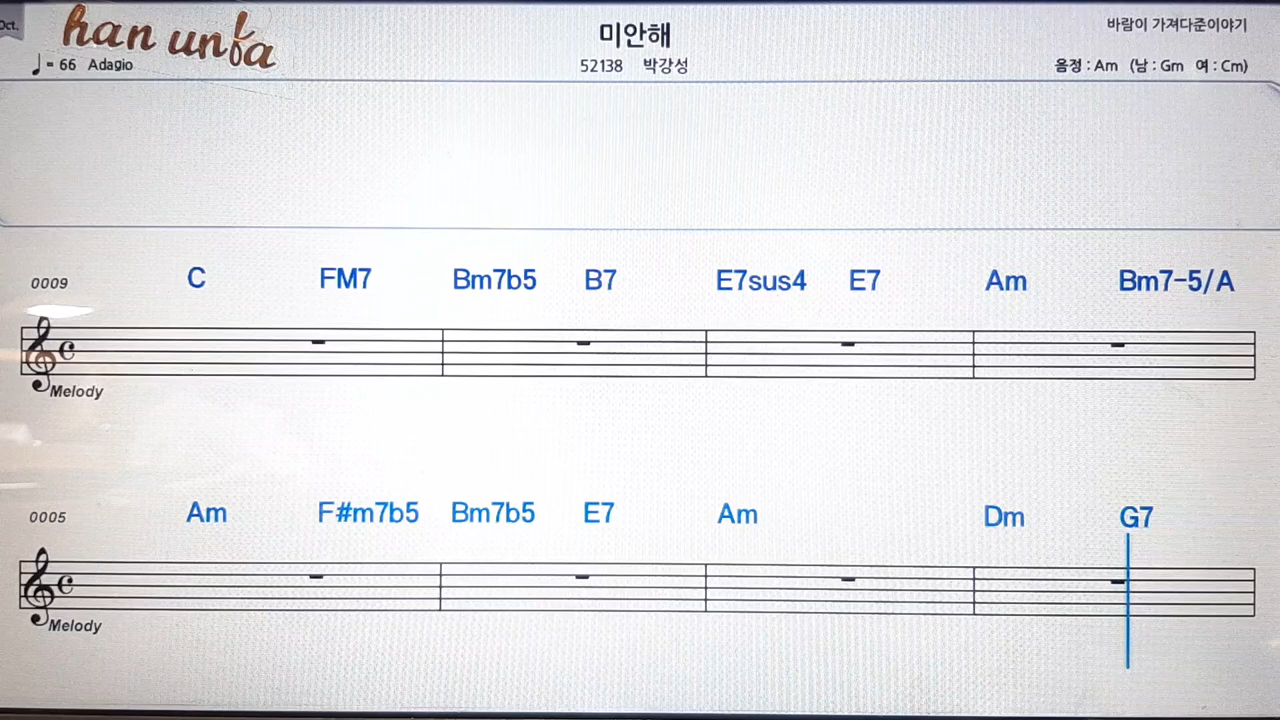 Oct.
han unfa
미안해
바람이 가져다준이야기
♩= 66 Adagio
52138 박강성
음정 : Am (남 : Gm 여 : Cm)
0009 C FM7 Bm7b5 B7 E7sus4 E7 Am Bm7-5/A
Melody
0005 Am F#m7b5 Bm7b5 E7 Am Dm G7
Melody